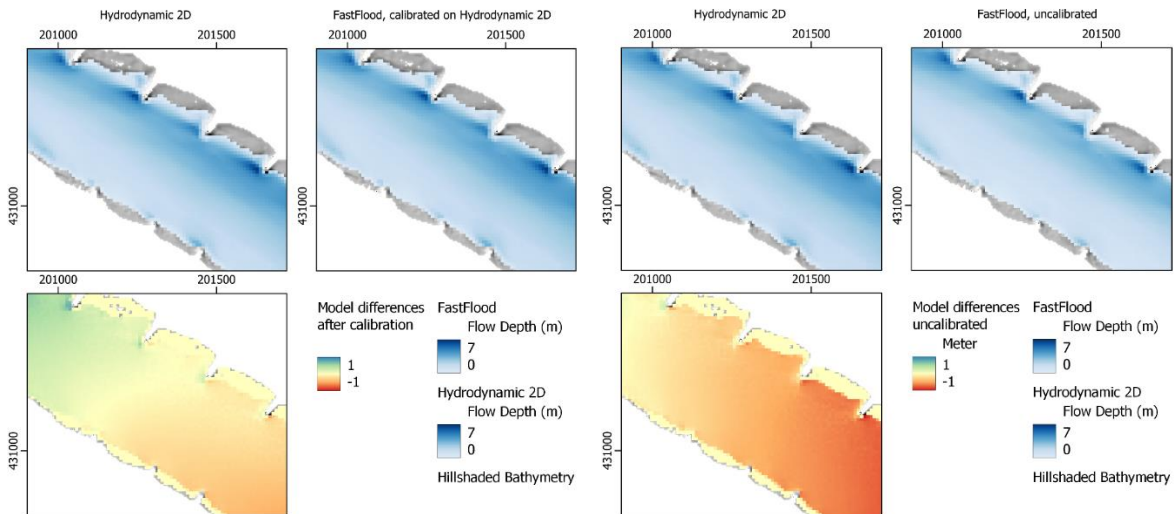 Hydrodynamic 2D
FastFlood, calibrated on Hydrodynamic 2D
Hydrodynamic 2D
FastFlood, uncalibrated
201000
201500
201000
201500
201000
201500
201000
201500
431000
431000
201000
201500
201000
201500
431000
Model differences
after calibration
1
-1
FastFlood
Flow Depth (m)
7
0
Hydrodynamic 2D
Flow Depth (m)
7
0
Hillshaded Bathymetry
431000
Model differences
uncalibrated
Meter
1
-1
FastFlood
Flow Depth (m)
7
0
Hydrodynamic 2D
Flow Depth (m)
7
0
Hillshaded Bathymetry